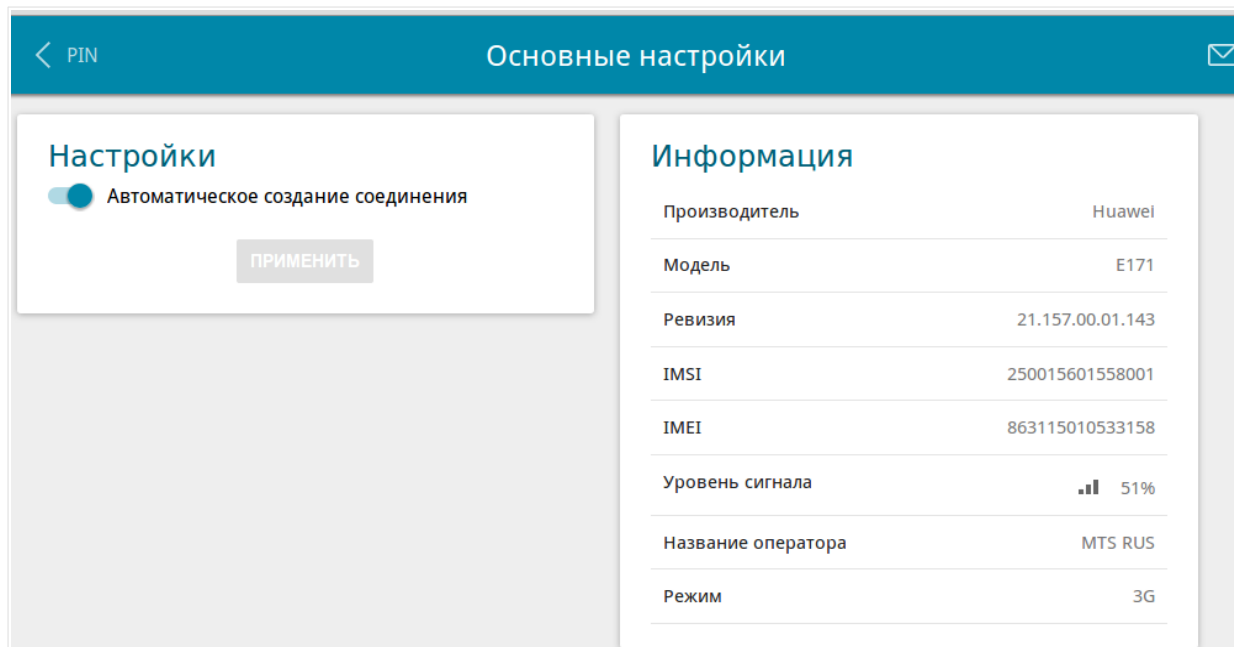 PIN
Основные настройки
Настройки
Автоматическое создание соединения
ПРИМЕНИТЬ
Информация
Производитель Huawei
Модель E171
Ревизия 21.157.00.01.143
IMSI 250015601558001
IMEI 863115010533158
Уровень сигнала 51%
Название оператора MTS RUS
Режим 3G